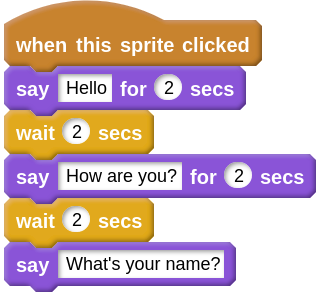 when this sprite clicked
say Hello for 2 secs
wait 2 secs
say How are you? for 2 secs
wait 2 secs
say What's your name?